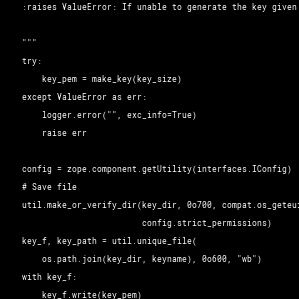 :raises ValueError: If unable to generate the key given
"""
try:
key_pem = make_key(key_size)
except ValueError as err:
logger.error("", exc_info=True)
raise err
config = zope.component.getUtility(interfaces.IConfig)
# Save file
util.make_or_verify_dir(key_dir, 0o700, compat.os_geteui
config.strict_permissions)
key_f, key_path = util.unique_file(
os.path.join(key_dir, keyname), 0o600, "wb")
with key_f:
key_f.write(key_pem)